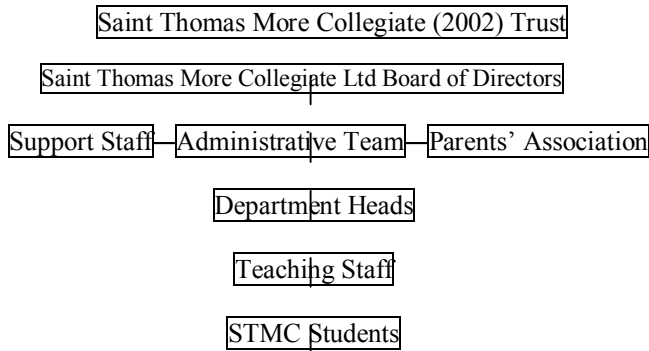 Saint Thomas More Collegiate (2002) Trust
Saint Thomas More Collegiate Ltd Board of Directors
Support Staff Administrative Team Parents’ Association
Department Heads
Teaching Staff
STMC Students